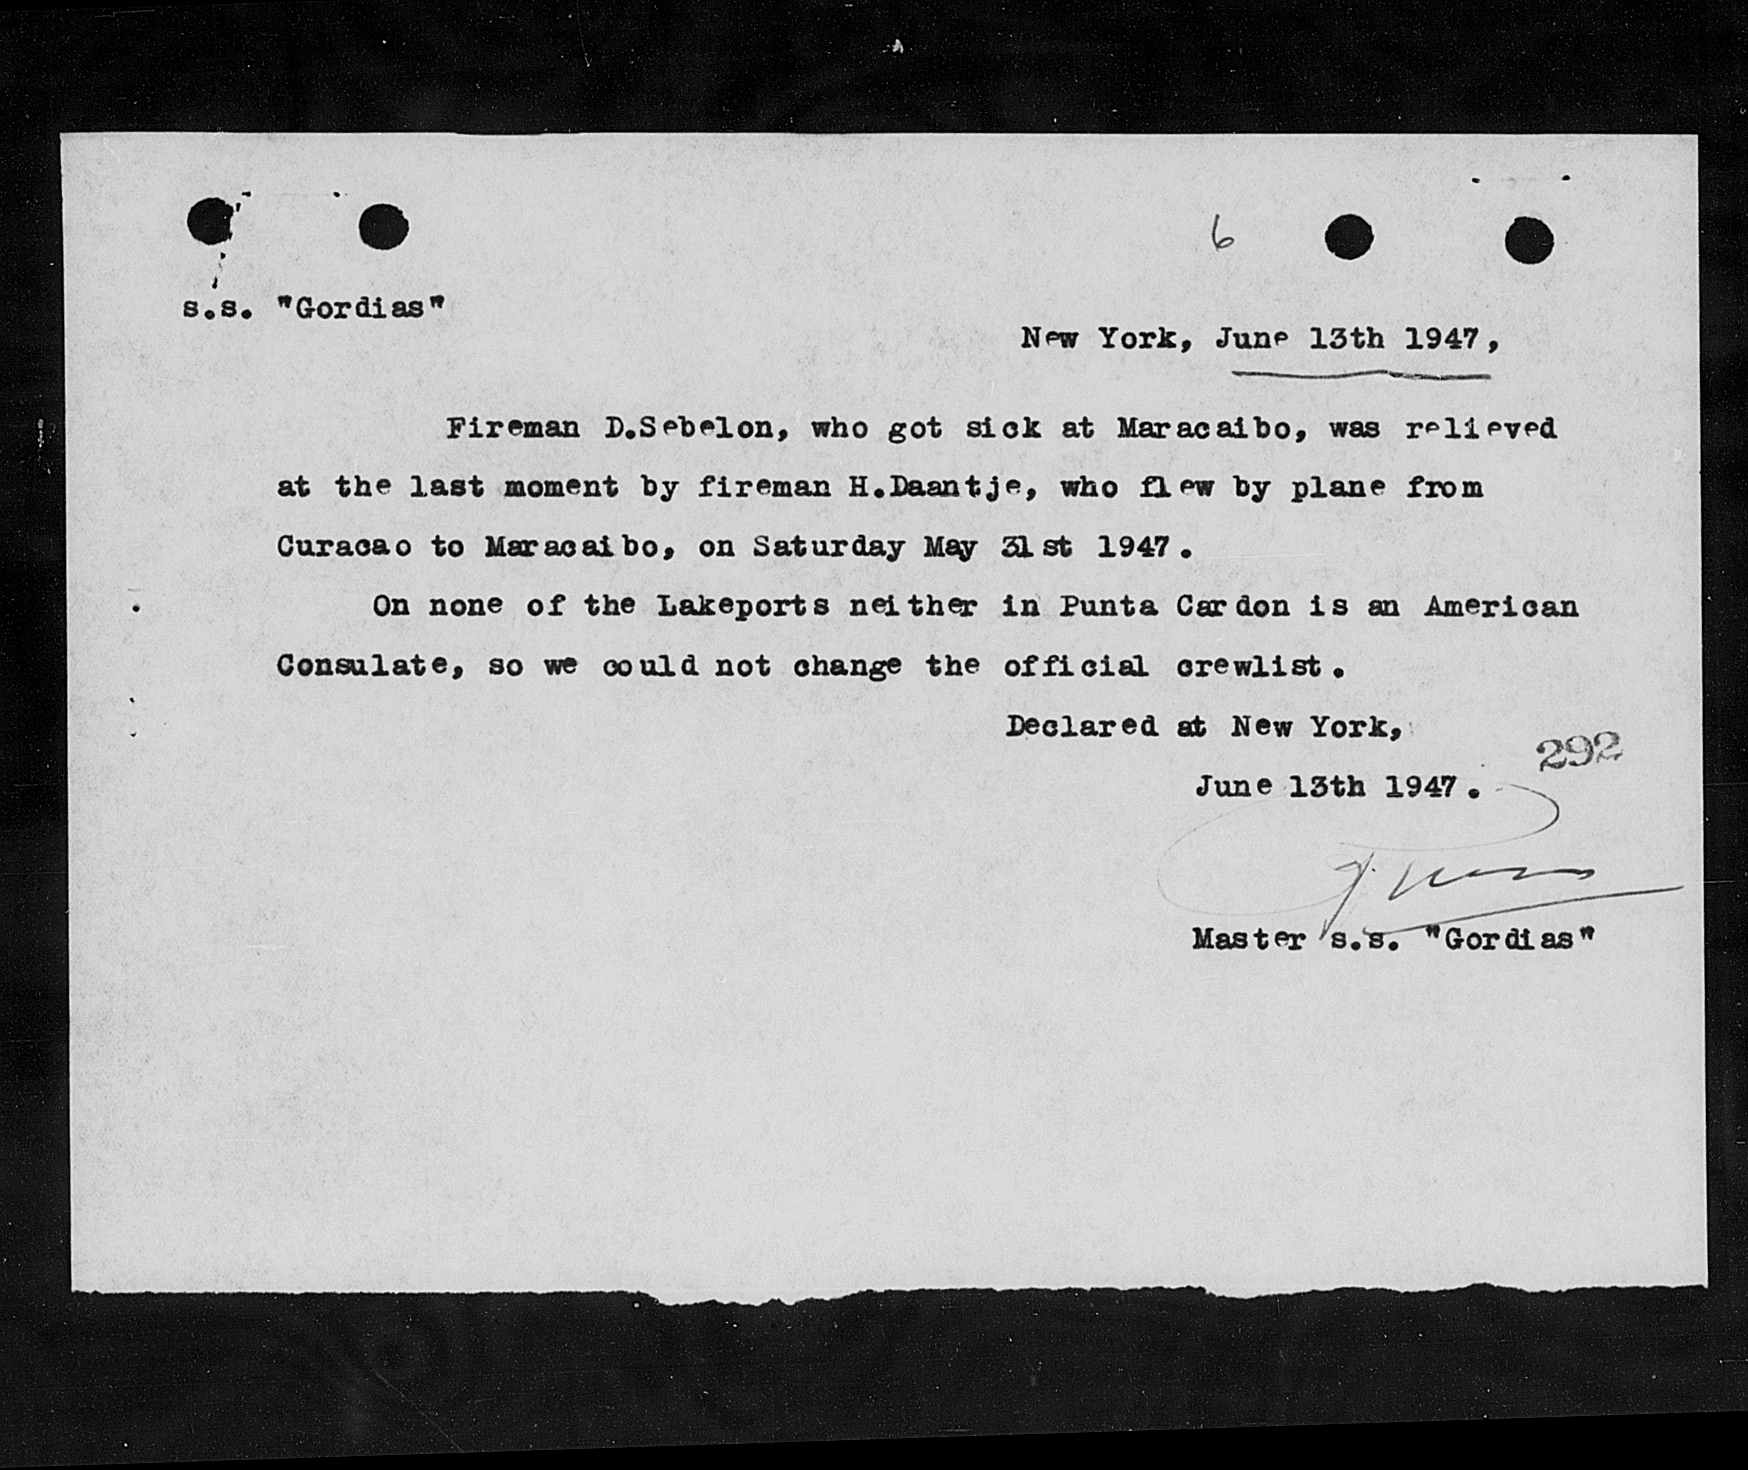 6
s.s. "Gordias"
New York, June 13th 1947,
Fireman D.Sebelon, who got sick at Maracaibo, was relieved
at the last moment by fireman H.Daantje, who flew by plane from
Curacao to Maracaibo, on Saturday May 31st 1947.
On none of the Lakeports neither in Punta Cardon is an American
Consulate, so we could not change the official crewlist.
Declared at New York,
292
June 13th 1947.
Master s.s. "Gordias"